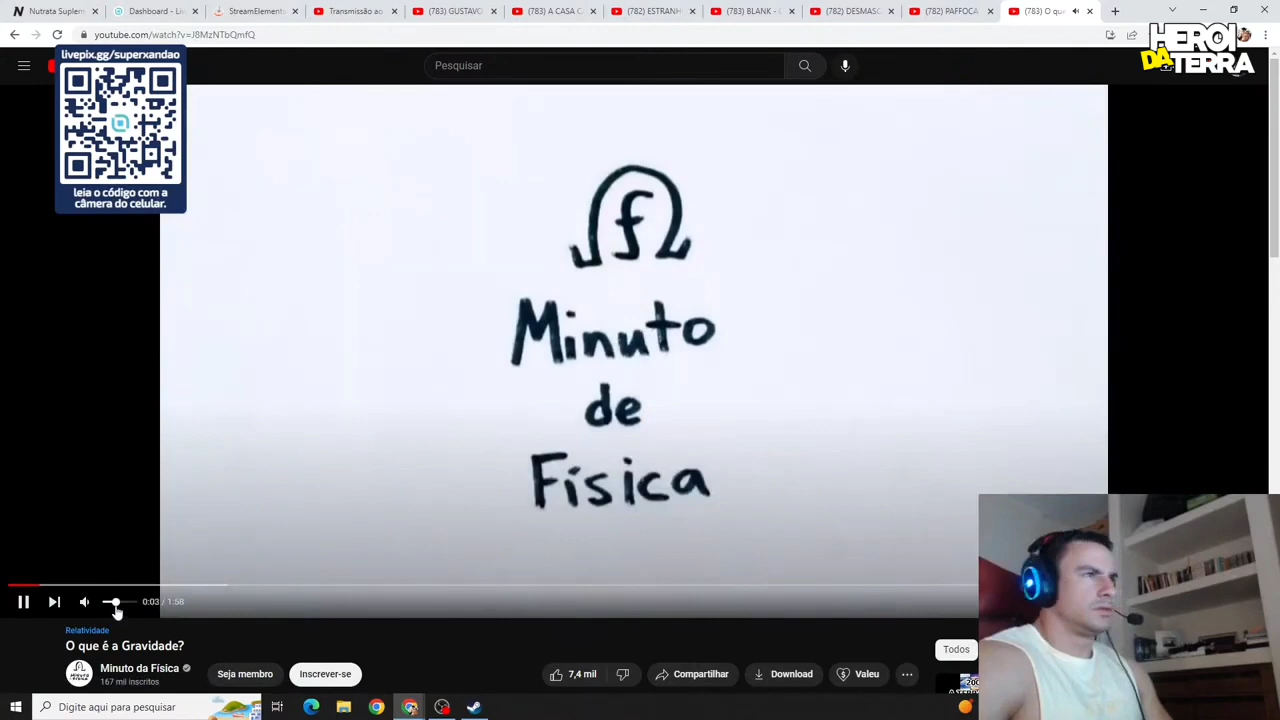 Nutrata Suplem
Dashboard - Liv
StreamElements
Transmissão ao
(783) GUSTAVO
(783) A CASA C
(782) ESTRANH
(783) BLANK - C
(782) DESMASC
(782) PAFFOÇA
(783) O que é
youtube.com/watch?v=J8MzNTbQmfQ
HEROI
DA TERRA
livepix.gg/superxandao
leia o código com a
câmera do celular.
Pesquisar
f
Minuto
de
Física
0:03 / 1:58
Relatividade
O que é a Gravidade?
Minuto da Física
167 mil inscritos
Seja membro
Inscrever-se
7,4 mil
Compartilhar
Download
Valeu
Todos
Digite aqui para pesquisar